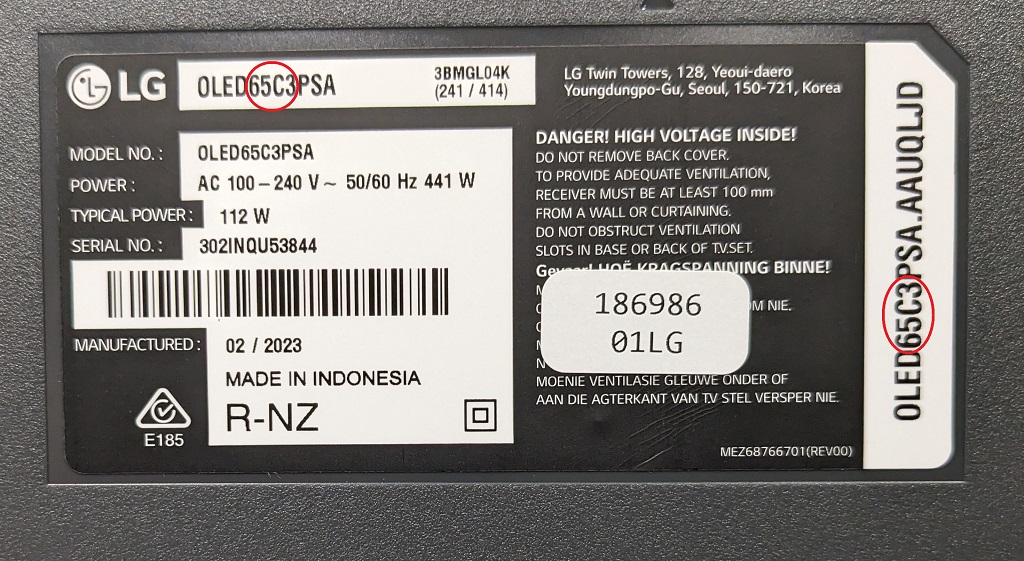 LG
OLED65C3PSA
3BMGL04K
(241 / 414)
MODEL NO. : OLED65C3PSA
POWER : AC 100 – 240 V ~ 50/60 Hz 441 W
TYPICAL POWER : 112 W
SERIAL NO. : 302INQU53844
MANUFACTURED : 02 / 2023
MADE IN INDONESIA
R-NZ
E185
LG Twin Towers, 128, Yeoui-daero
Youngdungpo-Gu, Seoul, 150-721, Korea
DANGER! HIGH VOLTAGE INSIDE!
DO NOT REMOVE BACK COVER.
TO PROVIDE ADEQUATE VENTILATION,
RECEIVER MUST BE AT LEAST 100 mm
FROM A WALL OR CURTAINING.
DO NOT OBSTRUCT VENTILATION
SLOTS IN BASE OR BACK OF T.V.SET.
HOË KRAGSPANNING BINNE!
NIE.
186986
01LG
MOENIE VENTILASIE GLEUWE ONDER OF
AAN DIE AGTERKANT VAN T.V STEL VERSPER NIE.
MEZ68766701(REV00)
OLED65C3PSA.AAUQLJD